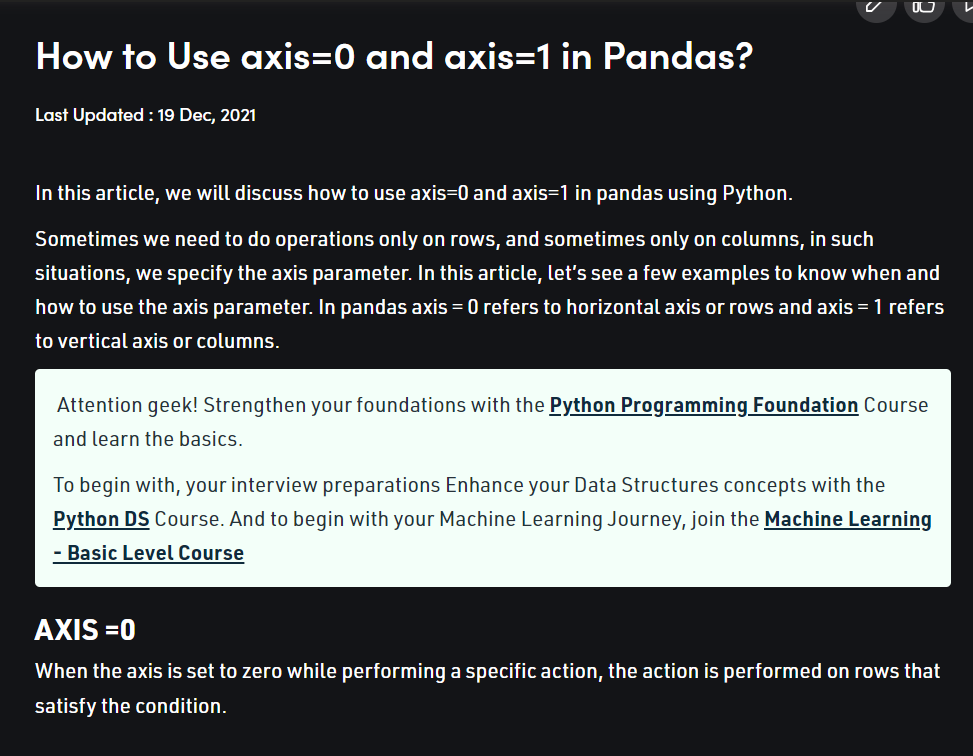 How to Use axis=0 and axis=1 in Pandas?
Last Updated : 19 Dec, 2021
In this article, we will discuss how to use axis=0 and axis=1 in pandas using Python.
Sometimes we need to do operations only on rows, and sometimes only on columns, in such
situations, we specify the axis parameter. In this article, let’s see a few examples to know when and
how to use the axis parameter. In pandas axis = 0 refers to horizontal axis or rows and axis = 1 refers
to vertical axis or columns.
Attention geek! Strengthen your foundations with the Python Programming Foundation Course
and learn the basics.
To begin with, your interview preparations Enhance your Data Structures concepts with the
Python DS Course. And to begin with your Machine Learning Journey, join the Machine Learning
- Basic Level Course
AXIS =0
When the axis is set to zero while performing a specific action, the action is performed on rows that
satisfy the condition.